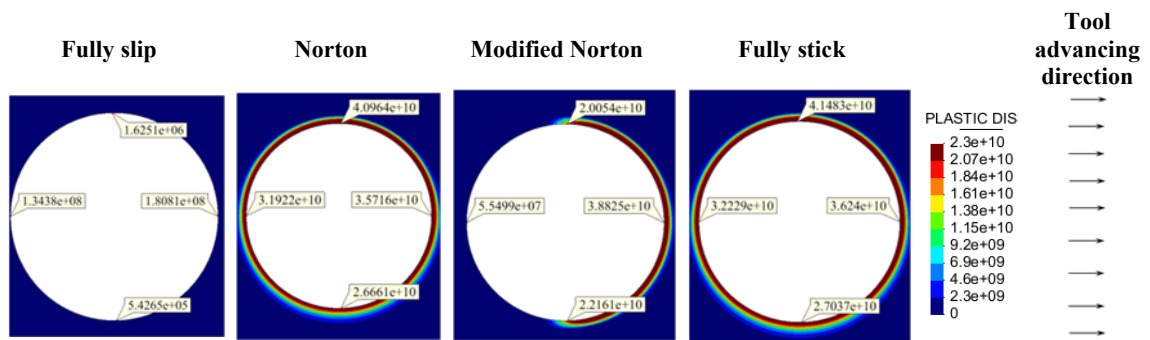 Fully slip
Norton
Modified Norton
Fully stick
Tool
advancing
direction
1.6251e+06
1.3438e+08
1.8081e+08
5.4265e+05
4.0964e+10
3.1922e+10
3.5716e+10
2.6661e+10
2.0054e+10
5.5499e+07
3.8825e+10
2.2161e+10
4.1483e+10
3.2229e+10
3.624e+10
2.7037e+10
PLASTIC DIS
2.3e+10
2.07e+10
1.84e+10
1.61e+10
1.38e+10
1.15e+10
9.2e+09
6.9e+09
4.6e+09
2.3e+09
0